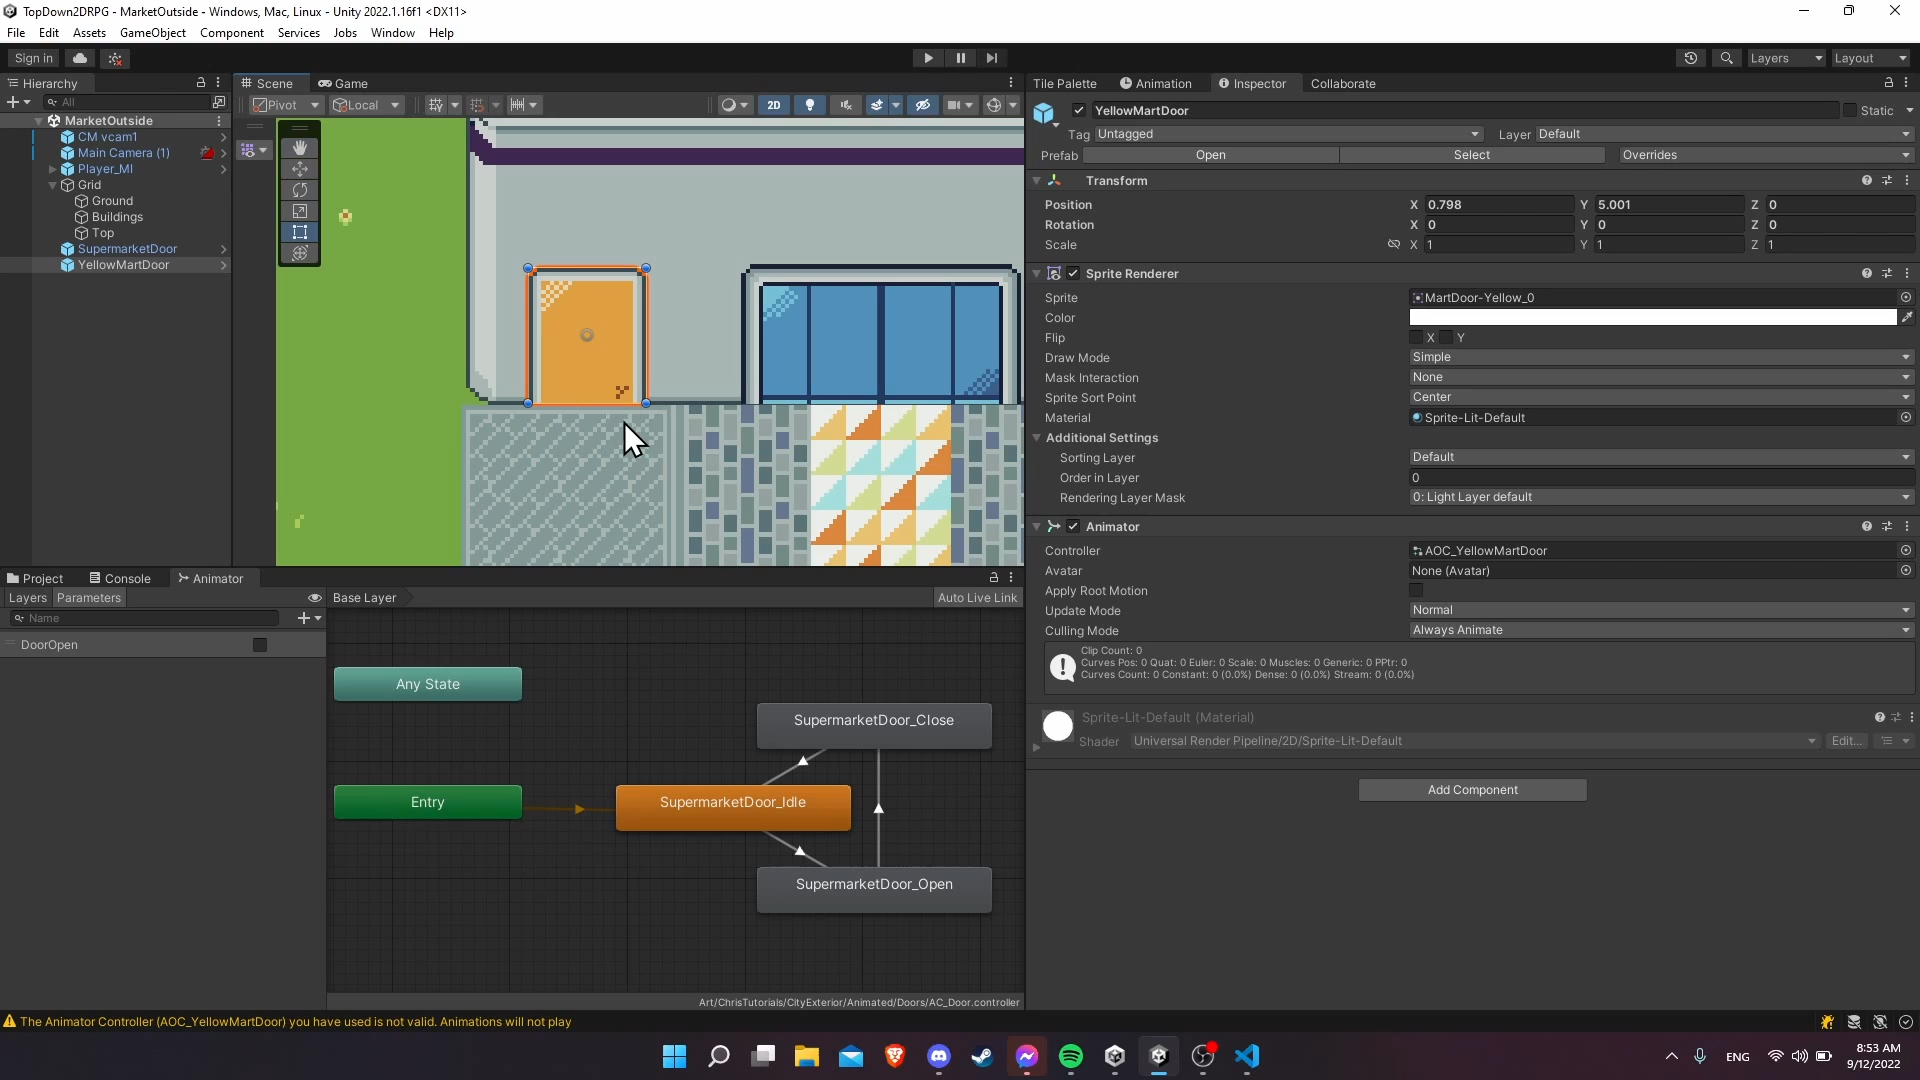 TopDown2DRPG - MarketOutside - Windows, Mac, Linux - Unity 2022.1.16f1 <DX11>
File Edit Assets GameObject Component Services Jobs Window Help
Sign in
Layers
Layout
Hierarchy
Scene
Game
Tile Palette
Animation
Inspector
Collaborate
All
Pivot
Local
2D
MarketOutside
CM vcam1
Main Camera (1)
Player_MI
Grid
Ground
Buildings
Top
SupermarketDoor
YellowMartDoor
YellowMartDoor
Static
Tag Untagged
Layer Default
Prefab Open Select Overrides
Transform
Position X 0.798 Y 5.001 Z 0
Rotation X 0 Y 0 Z 0
Scale X 1 Y 1 Z 1
Sprite Renderer
Sprite MartDoor-Yellow_0
Color
Flip X Y
Draw Mode Simple
Mask Interaction None
Sprite Sort Point Center
Material Sprite-Lit-Default
Additional Settings
Sorting Layer Default
Order in Layer 0
Rendering Layer Mask 0: Light Layer default
Animator
Controller AOC_YellowMartDoor
Avatar None (Avatar)
Apply Root Motion
Update Mode Normal
Culling Mode Always Animate
Clip Count: 0
Curves Pos: 0 Quat: 0 Euler: 0 Scale: 0 Muscles: 0 Generic: 0 PPtr: 0
Curves Count: 0 Constant: 0 (0.0%) Dense: 0 (0.0%) Stream: 0 (0.0%)
Sprite-Lit-Default (Material)
Shader Universal Render Pipeline/2D/Sprite-Lit-Default Edit...
Add Component
Project
Console
Animator
Layers Parameters
Base Layer
Auto Live Link
Name
DoorOpen
Any State
Entry
SupermarketDoor_Close
SupermarketDoor_Idle
SupermarketDoor_Open
Art/ChrisTutorials/CityExterior/Animated/Doors/AC_Door.controller
The Animator Controller (AOC_YellowMartDoor) you have used is not valid. Animations will not play
ENG
8:53 AM
9/12/2022